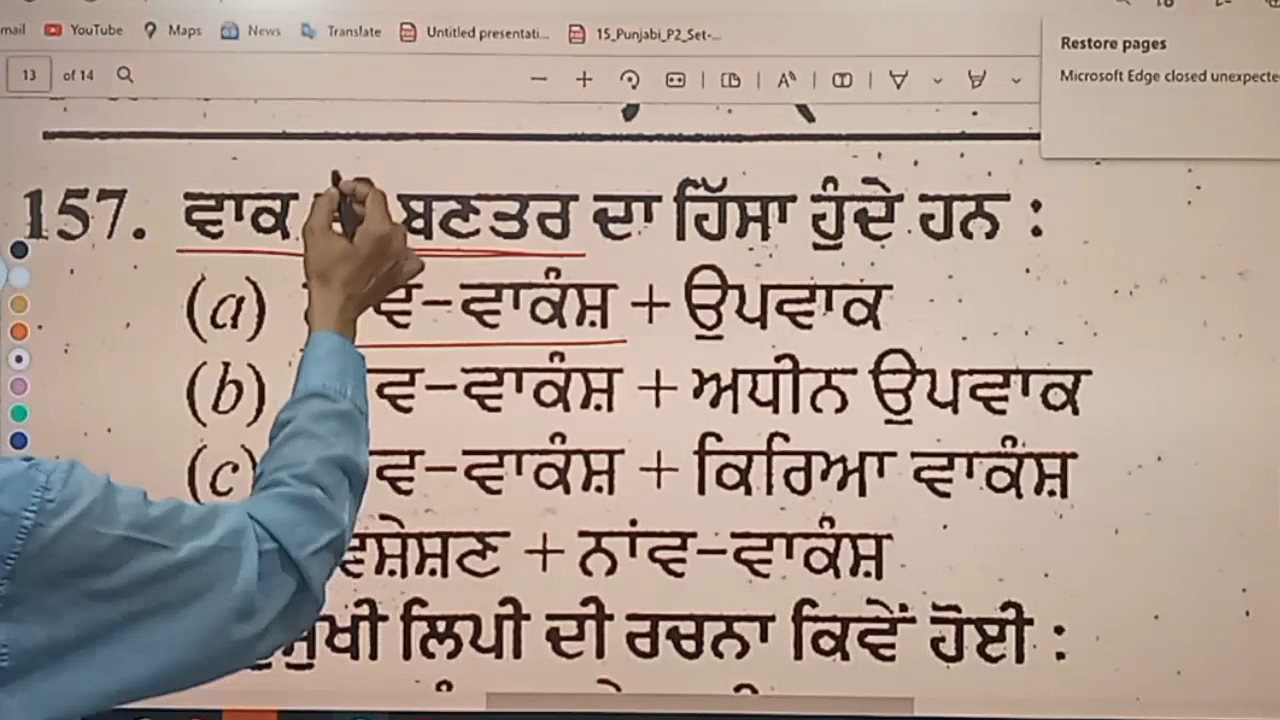 mail YouTube Maps News Translate Untitled presentati... 15_Punjabi_P2_Set-...
Restore pages
13 of 14
Microsoft Edge closed unexpecte
157. ਵਾਕ ਬਣਤਰ ਦਾ ਹਿੱਸਾ ਹੁੰਦੇ ਹਨ :
(a) ਵ-ਵਾਕੰਸ਼ + ਉਪਵਾਕ
(b) ਵ-ਵਾਕੰਸ਼ + ਅਧੀਨ ਉਪਵਾਕ
(c) ਵ-ਵਾਕੰਸ਼ + ਕਿਰਿਆ ਵਾਕੰਸ਼
ਵਸ਼ੇਸ਼ਣ + ਨਾਂਵ-ਵਾਕੰਸ਼
ਮੁਖੀ ਲਿਪੀ ਦੀ ਰਚਨਾ ਕਿਵੇਂ ਹੋਈ :